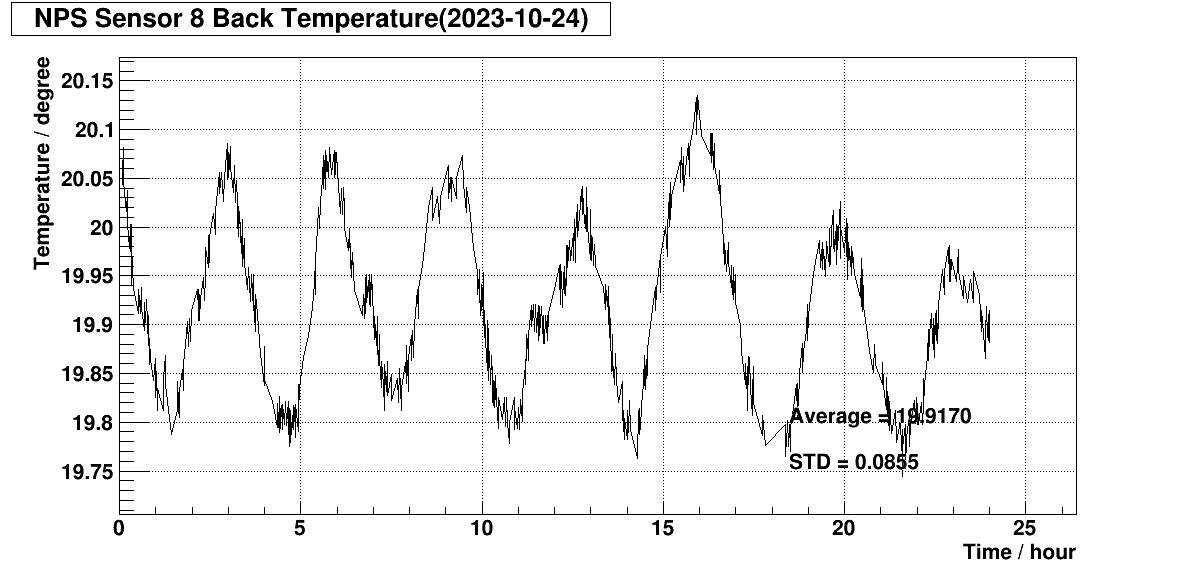 NPS Sensor 8 Back Temperature(2023-10-24)
Temperature / degree
20.15
20.1
20.05
20
19.95
19.9
19.85
19.8
19.75
Average = 19.9170
STD = 0.0855
0 5 10 15 20 25
Time / hour